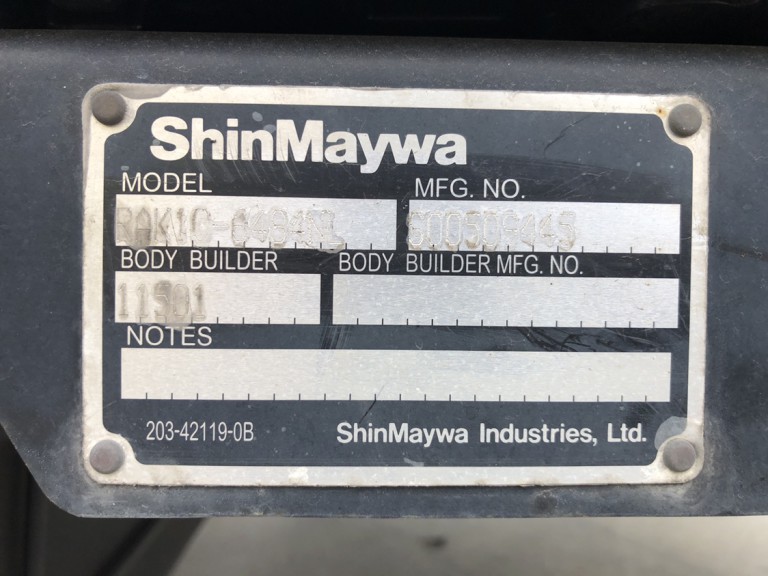 ShinMaywa
MODEL MFG. NO.
BODY BUILDER BODY BUILDER MFG. NO.
11501
NOTES
203-42119-0B ShinMaywa Industries, Ltd.